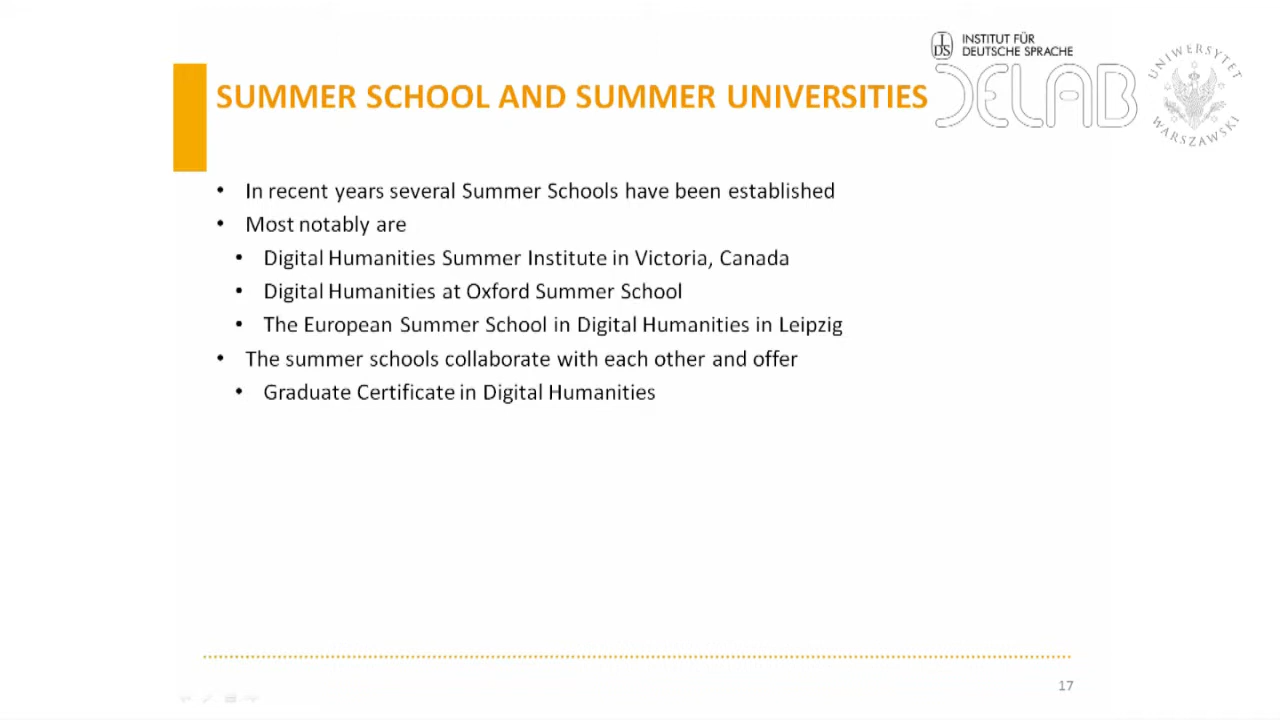 INSTITUT FÜR
DEUTSCHE SPRACHE
IDS
DELAB
UNIWERSYTET
WARSZAWSKI
SUMMER SCHOOL AND SUMMER UNIVERSITIES
• In recent years several Summer Schools have been established
• Most notably are
• Digital Humanities Summer Institute in Victoria, Canada
• Digital Humanities at Oxford Summer School
• The European Summer School in Digital Humanities in Leipzig
• The summer schools collaborate with each other and offer
• Graduate Certificate in Digital Humanities
17